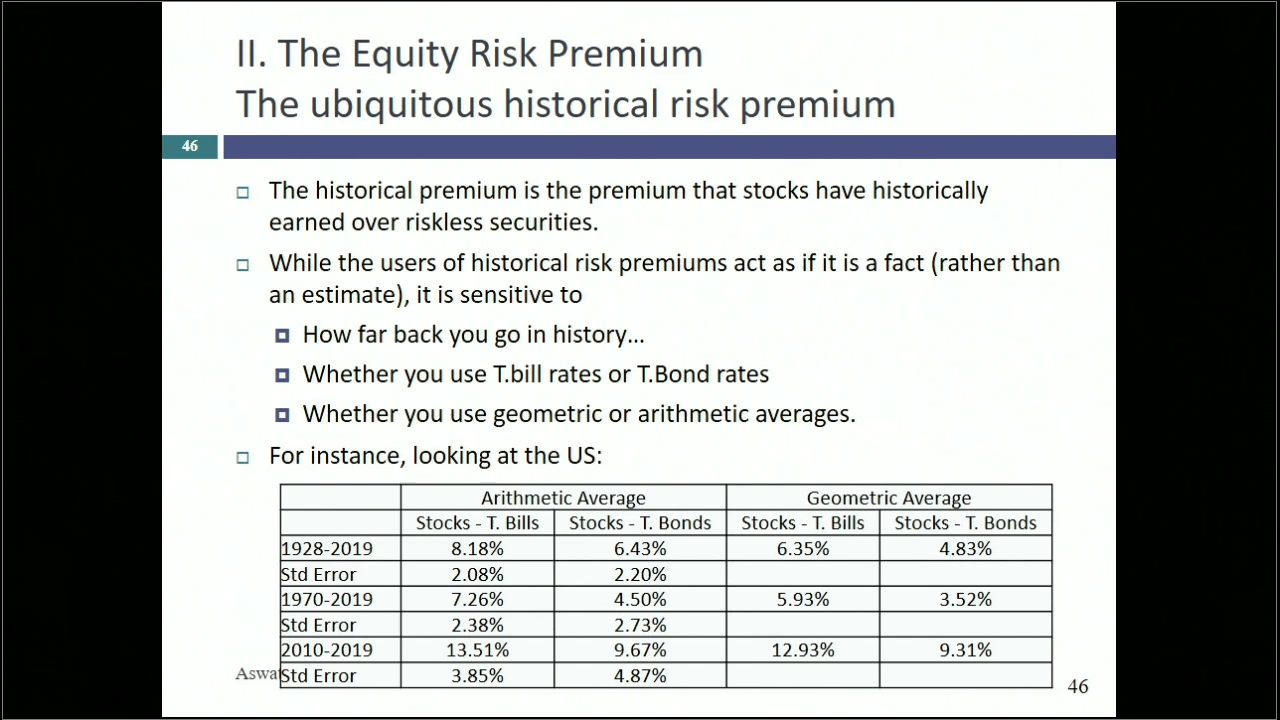 II. The Equity Risk Premium
The ubiquitous historical risk premium
46
The historical premium is the premium that stocks have historically
earned over riskless securities.
While the users of historical risk premiums act as if it is a fact (rather than
an estimate), it is sensitive to
How far back you go in history…
Whether you use T.bill rates or T.Bond rates
Whether you use geometric or arithmetic averages.
For instance, looking at the US:
Arithmetic Average Geometric Average
Stocks - T. Bills Stocks - T. Bonds Stocks - T. Bills Stocks - T. Bonds
1928-2019 8.18% 6.43% 6.35% 4.83%
Std Error 2.08% 2.20%
1970-2019 7.26% 4.50% 5.93% 3.52%
Std Error 2.38% 2.73%
2010-2019 13.51% 9.67% 12.93% 9.31%
Std Error 3.85% 4.87%
46